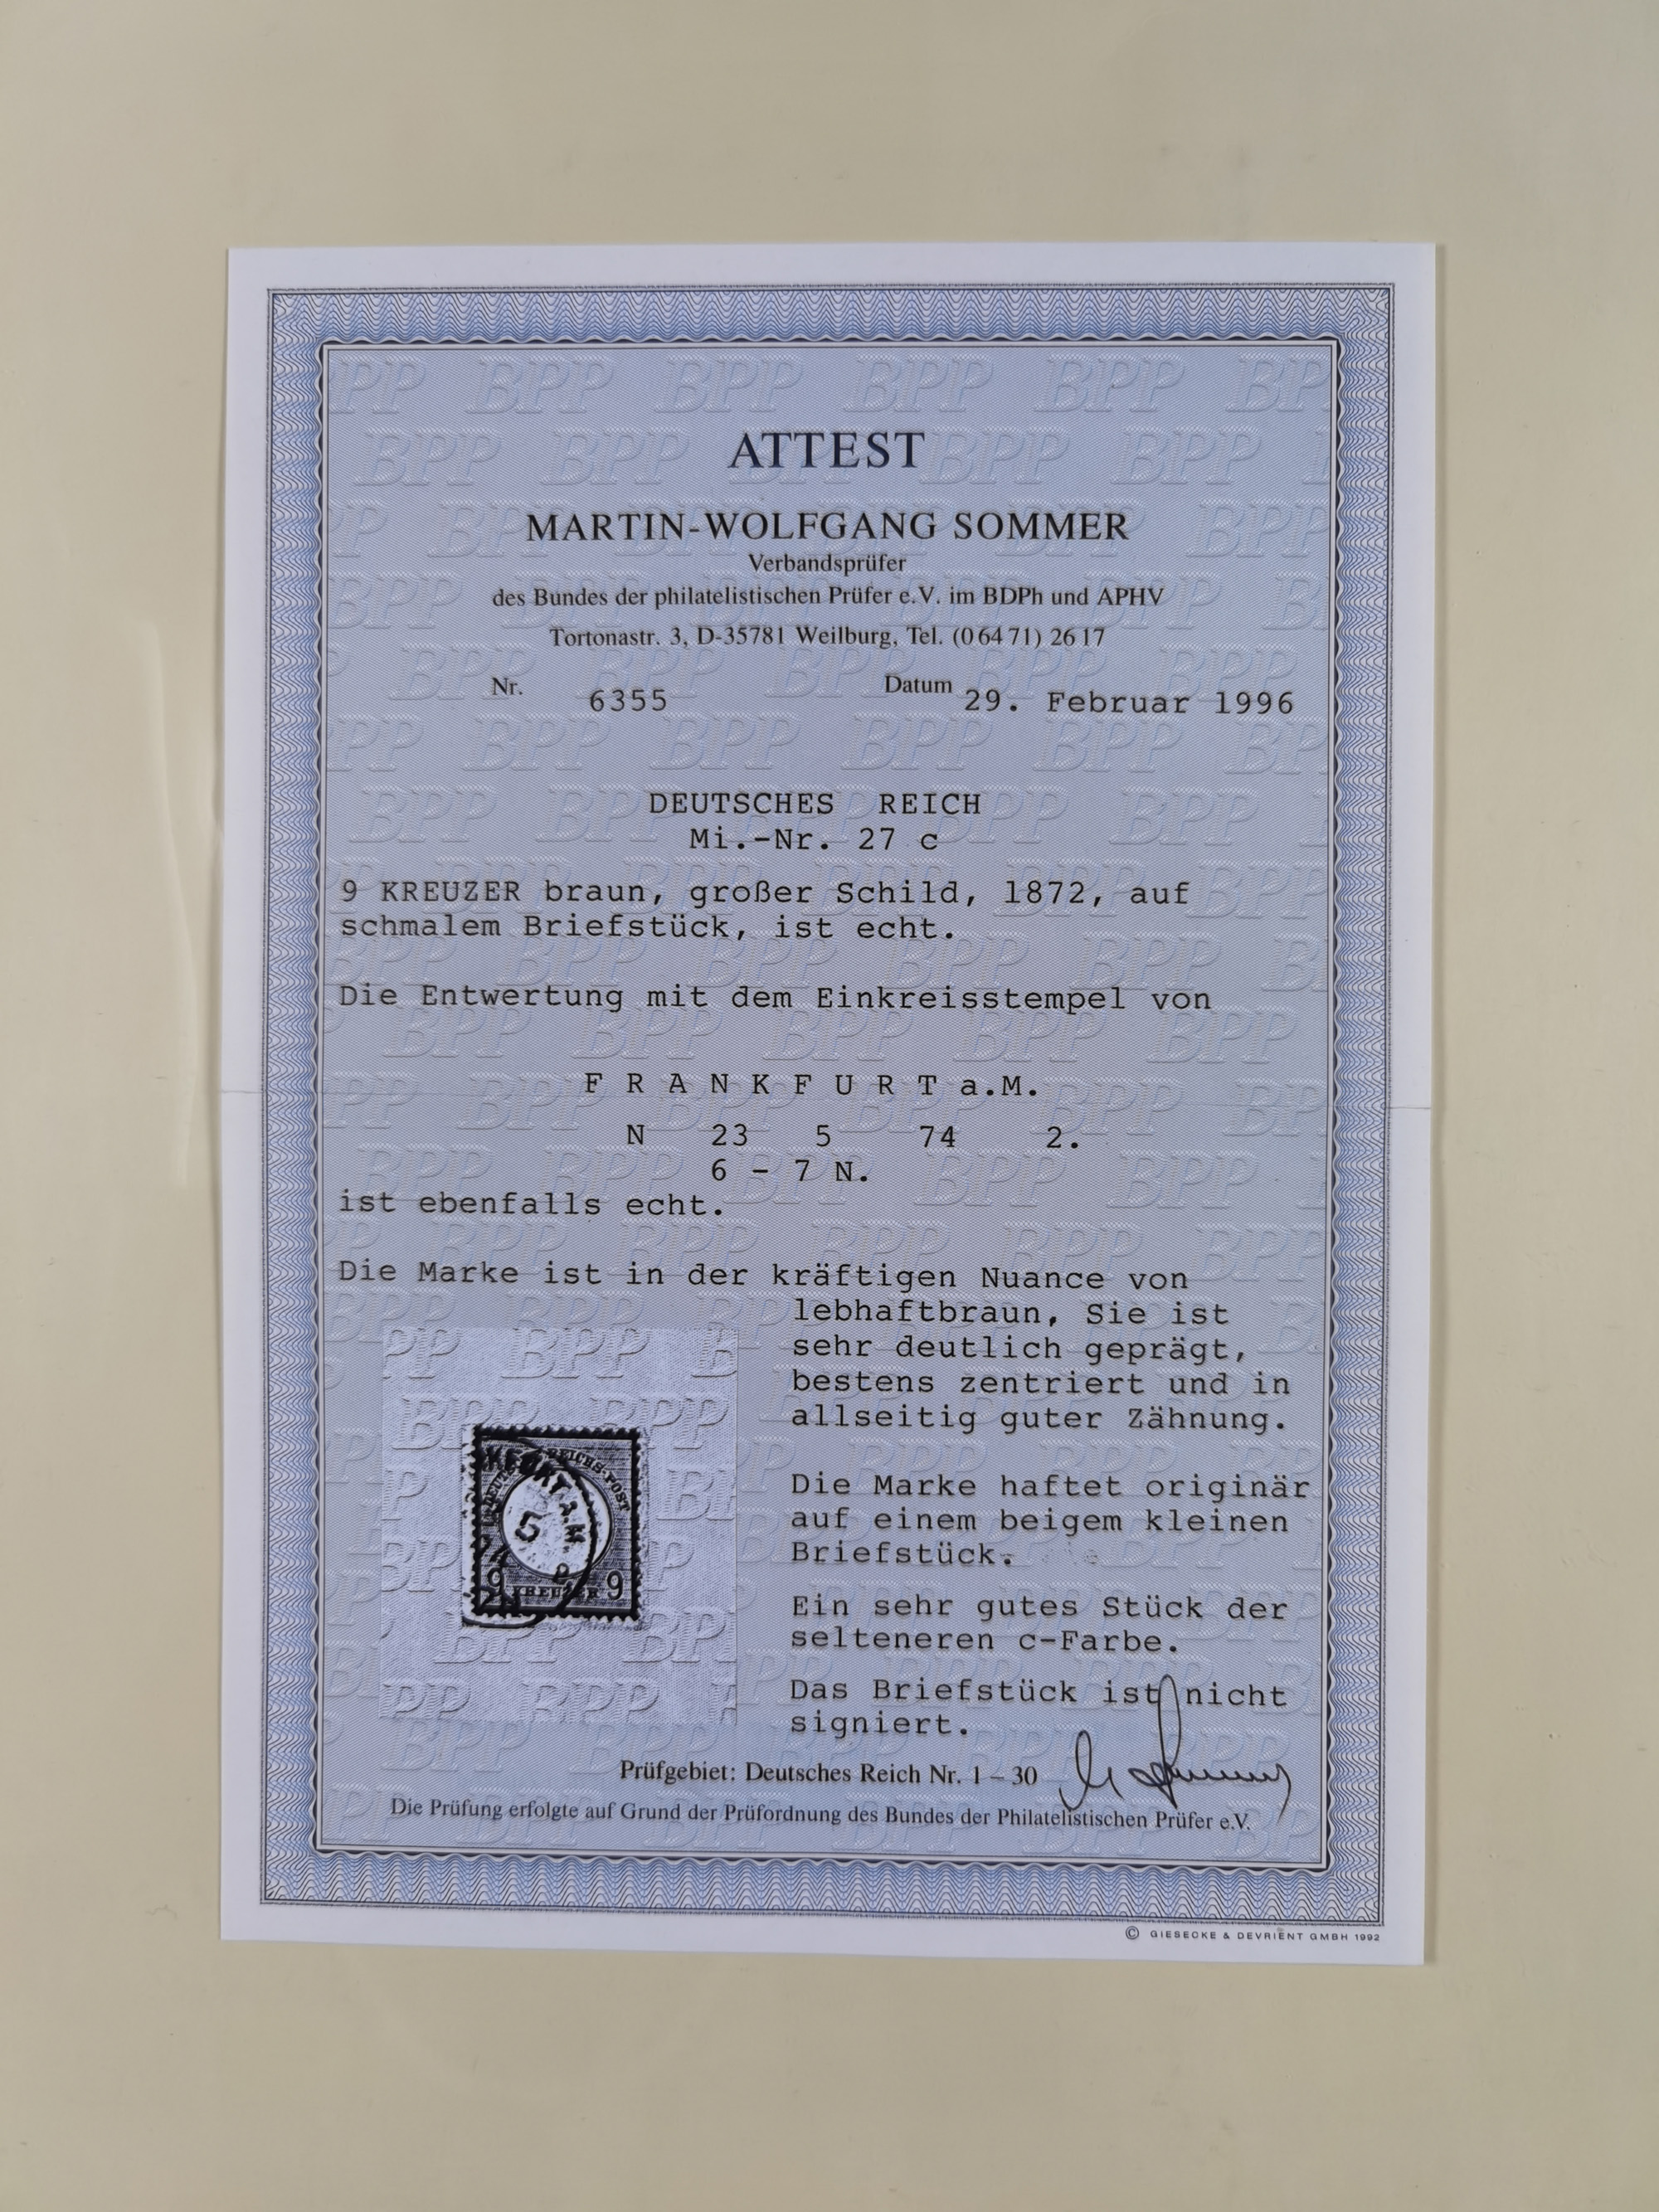 ATTEST
MARTIN-WOLFGANG SOMMER
Verbandsprüfer
des Bundes der philatelistischen Prüfer e.V. im BDPh und APHV
Tortonastr. 3, D-35781 Weilburg, Tel. (06471) 2617
Nr. 6355 Datum 29. Februar 1996
DEUTSCHES REICH
Mi.-Nr. 27 c
9 KREUZER braun, großer Schild, 1872, auf
schmalem Briefstück, ist echt.
Die Entwertung mit dem Einkreisstempel von
F R A N K F U R T a.M.
N 23 5 74 2.
6 - 7 N.
ist ebenfalls echt.
Die Marke ist in der kräftigen Nuance von
lebhaftbraun, Sie ist
sehr deutlich geprägt,
bestens zentriert und in
allseitig guter Zähnung.
Die Marke haftet originär
auf einem beigem kleinen
Briefstück.
Ein sehr gutes Stück der
selteneren c-Farbe.
Das Briefstück ist nicht
signiert.
REICHS-POST
5
9 KREUZER 9
Prüfgebiet: Deutsches Reich Nr. 1 – 30
Die Prüfung erfolgte auf Grund der Prüfordnung des Bundes der Philatelistischen Prüfer e.V.
© GIESECKE & DEVRIENT GMBH 1992